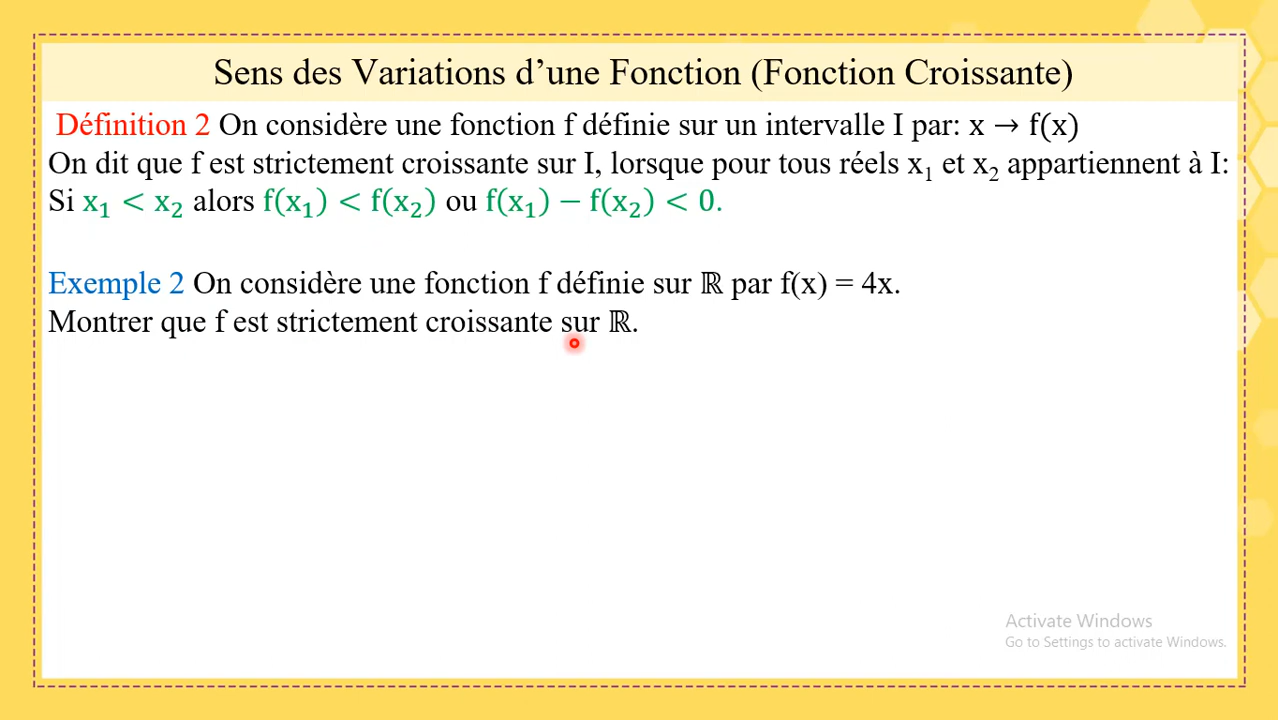 Sens des Variations d’une Fonction (Fonction Croissante)
Définition 2 On considère une fonction f définie sur un intervalle I par: x → f(x)
On dit que f est strictement croissante sur I, lorsque pour tous réels x₁ et x₂ appartiennent à I:
Si x₁ < x₂ alors f(x₁) < f(x₂) ou f(x₁) − f(x₂) < 0.
Exemple 2 On considère une fonction f définie sur ℝ par f(x) = 4x.
Montrer que f est strictement croissante sur ℝ.
Activate Windows
Go to Settings to activate Windows.